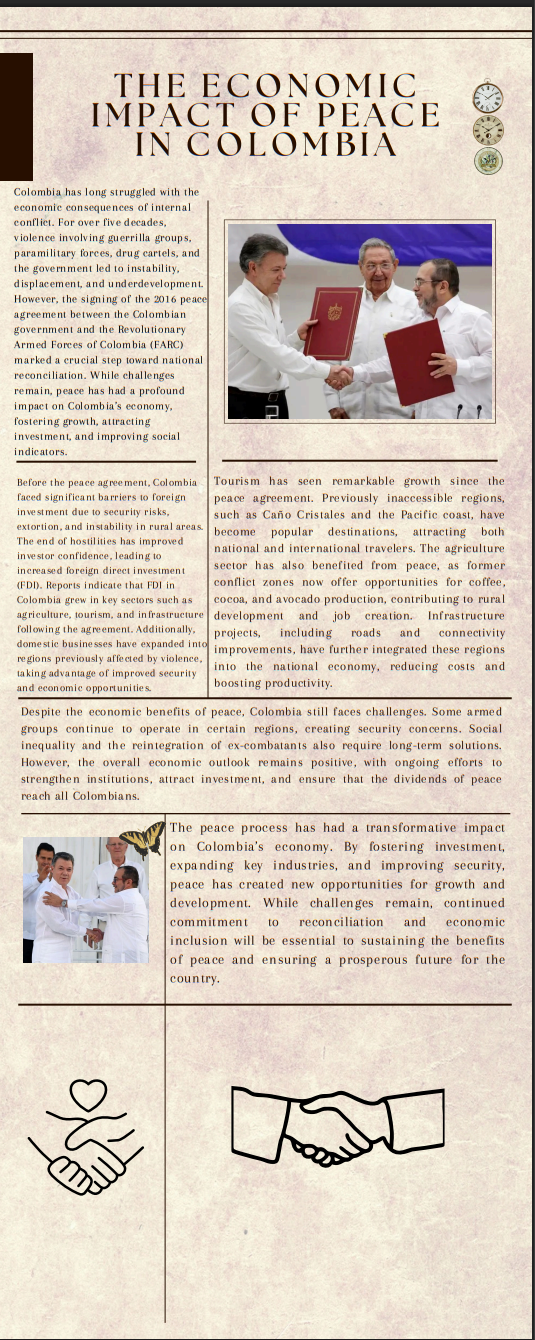 THE ECONOMIC
IMPACT OF PEACE
IN COLOMBIA
Colombia has long struggled with the
economic consequences of internal
conflict. For over five decades,
violence involving guerrilla groups,
paramilitary forces, drug cartels, and
the government led to instability,
displacement, and underdevelopment.
However, the signing of the 2016 peace
agreement between the Colombian
government and the Revolutionary
Armed Forces of Colombia (FARC)
marked a crucial step toward national
reconciliation. While challenges
remain, peace has had a profound
impact on Colombia's economy,
fostering growth, attracting
investment, and improving social
indicators.
Before the peace agreement, Colombia
faced significant barriers to foreign
investment due to security risks,
extortion, and instability in rural areas.
The end of hostilities has improved
investor confidence, leading to
increased foreign direct investment
(FDI). Reports indicate that FDI in
Colombia grew in key sectors such as
agriculture, tourism, and infrastructure
following the agreement. Additionally,
domestic businesses have expanded into
regions previously affected by violence,
taking advantage of improved security
and economic opportunities.
Tourism has seen remarkable growth since the
peace agreement. Previously inaccessible regions,
such as Caño Cristales and the Pacific coast, have
become popular destinations, attracting both
national and international travelers. The agriculture
sector has also benefited from peace, as former
conflict zones now offer opportunities for coffee,
cocoa, and avocado production, contributing to rural
development and job creation. Infrastructure
projects, including roads and connectivity
improvements, have further integrated these regions
into the national economy, reducing costs and
boosting productivity.
Despite the economic benefits of peace, Colombia still faces challenges. Some armed
groups continue to operate in certain regions, creating security concerns. Social
inequality and the reintegration of ex-combatants also require long-term solutions.
However, the overall economic outlook remains positive, with ongoing efforts to
strengthen institutions, attract investment, and ensure that the dividends of peace
reach all Colombians.
The peace process has had a transformative impact
on Colombia's economy. By fostering investment,
expanding key industries, and improving security,
peace has created new opportunities for growth and
development. While challenges remain, continued
commitment to reconciliation and economic
inclusion will be essential to sustaining the benefits
of peace and ensuring a prosperous future for the
country.